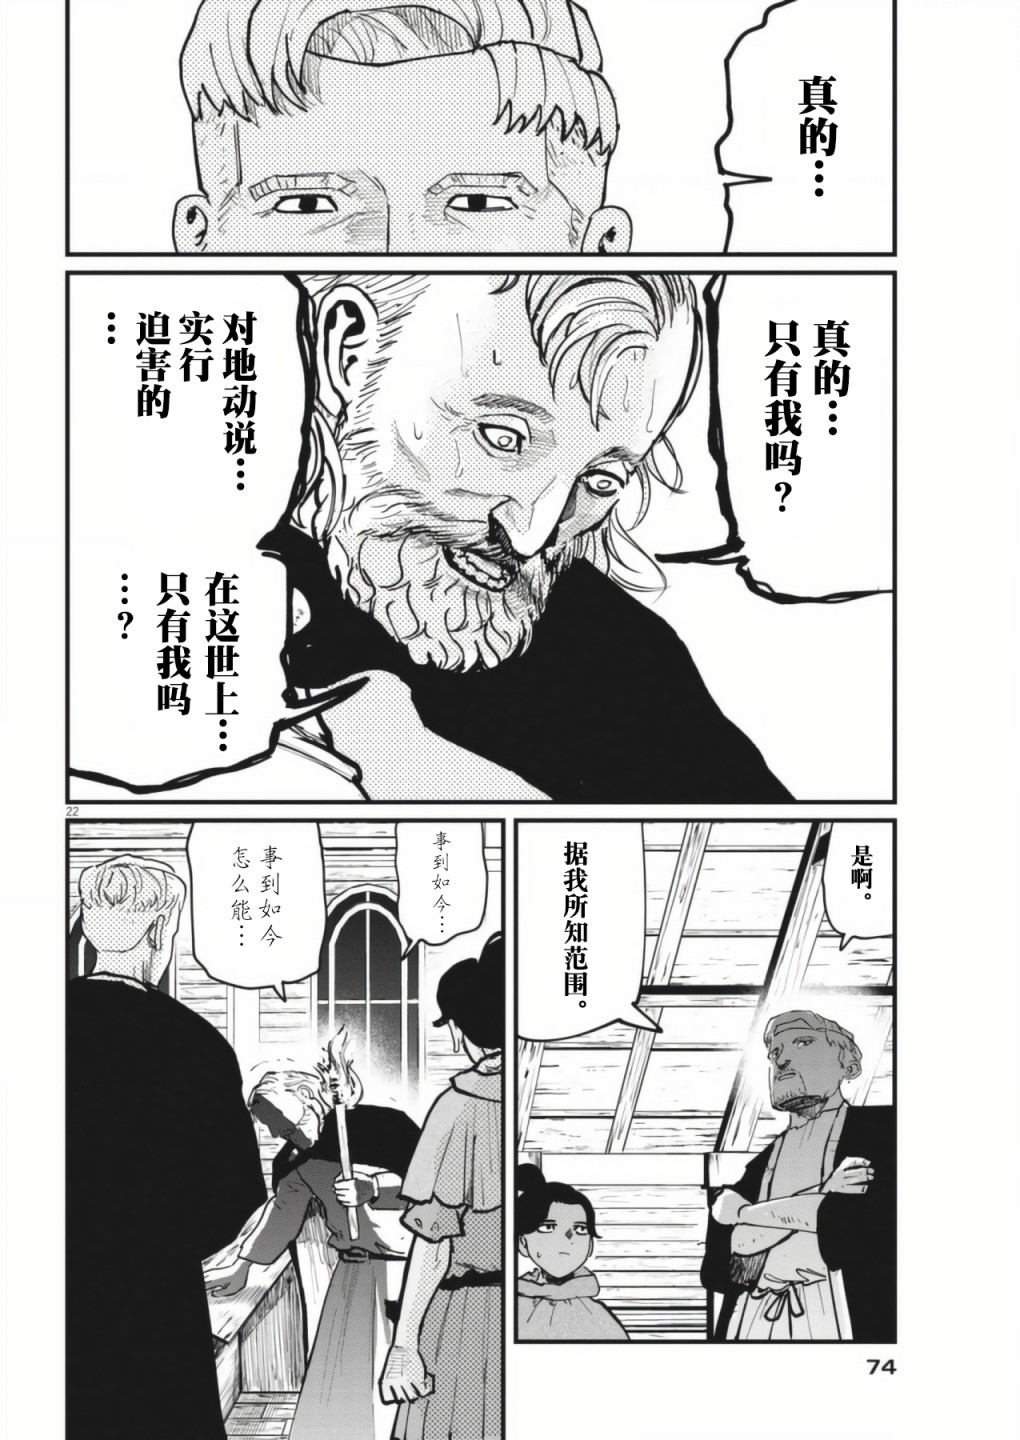 真的…
真的…
只有我吗？
对地动说…
实行
迫害的
…
在这世上…
只有我吗
…？
22
是啊。
据我所知范围。
事到如今…
事到如今
怎么能…
74